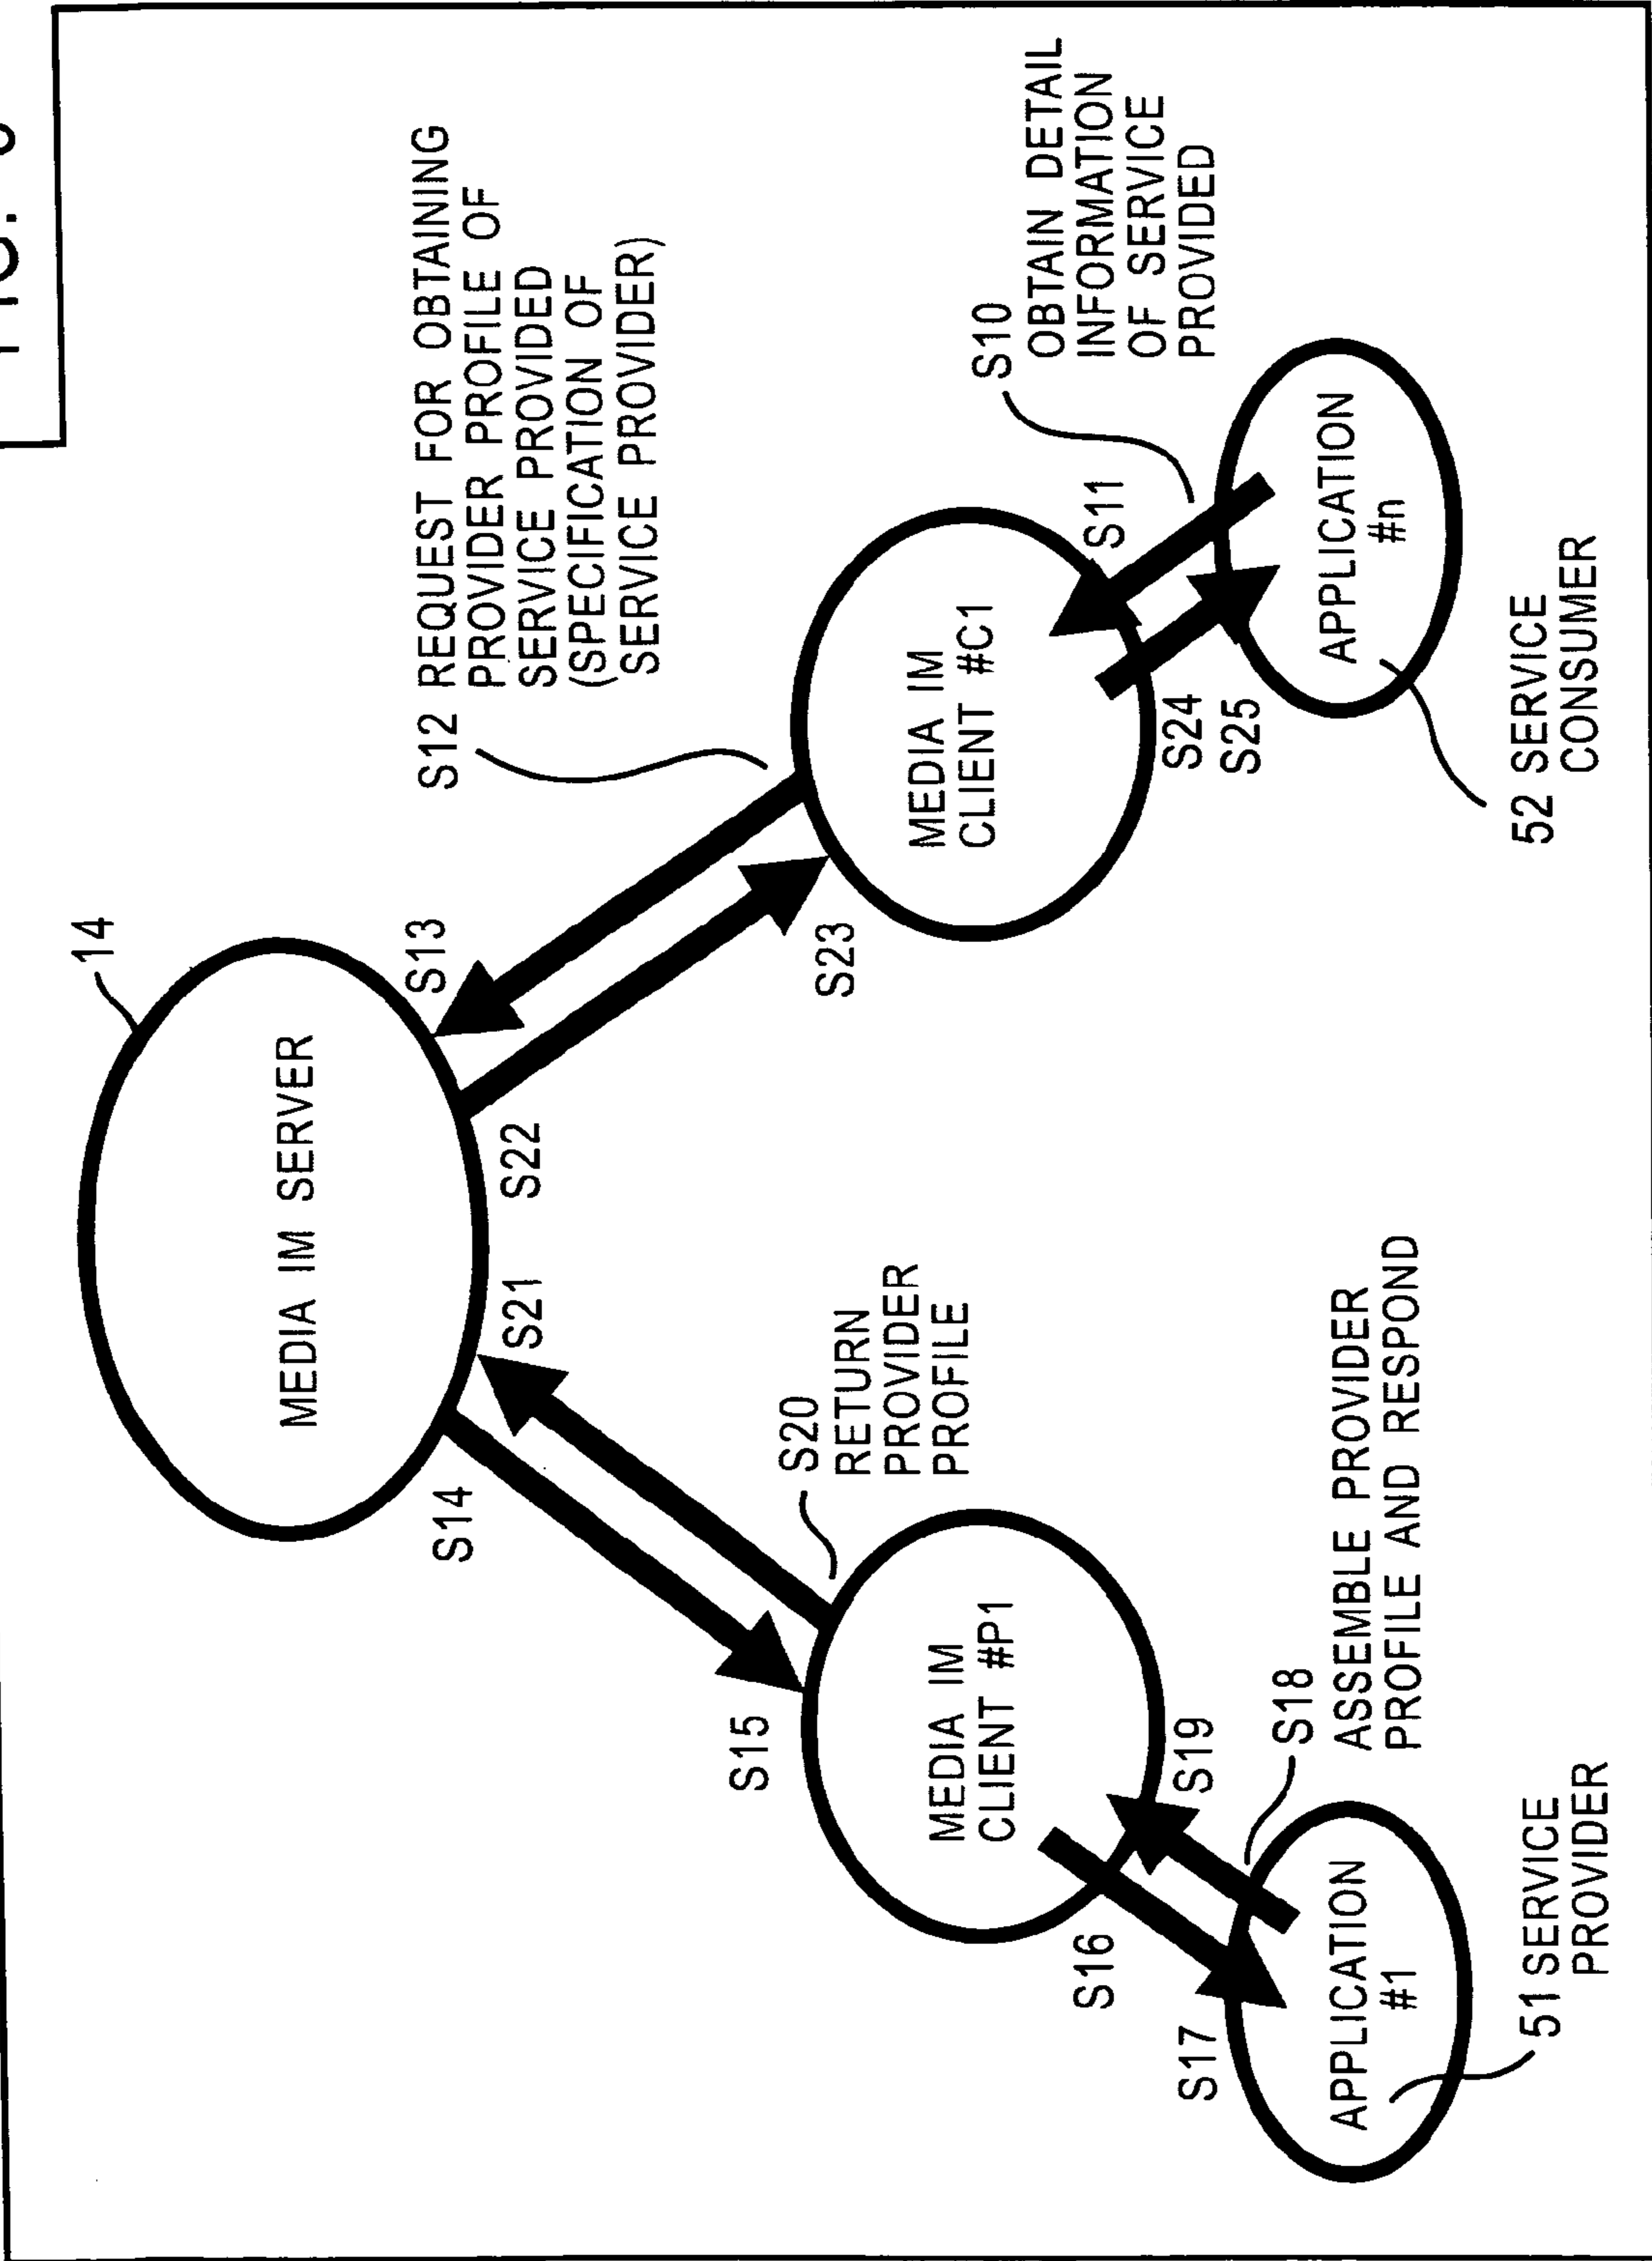 14
MEDIA IM SERVER
S13
S12 REQUEST FOR OBTAINING
PROVIDER PROFILE OF
SERVICE PROVIDED
(SPECIFICATION OF
SERVICE PROVIDER)
S14
S21
S22
S23
S15
S20
RETURN
PROVIDER
PROFILE
MEDIA IM
CLIENT #P1
MEDIA IM
CLIENT #C1
S10
OBTAIN DETAIL
INFORMATION
OF SERVICE
PROVIDED
S11
S24
S25
S16
S17
S19
S18
ASSEMBLE PROVIDER
PROFILE AND RESPOND
APPLICATION
#1
APPLICATION
#n
51 SERVICE
PROVIDER
52 SERVICE
CONSUMER